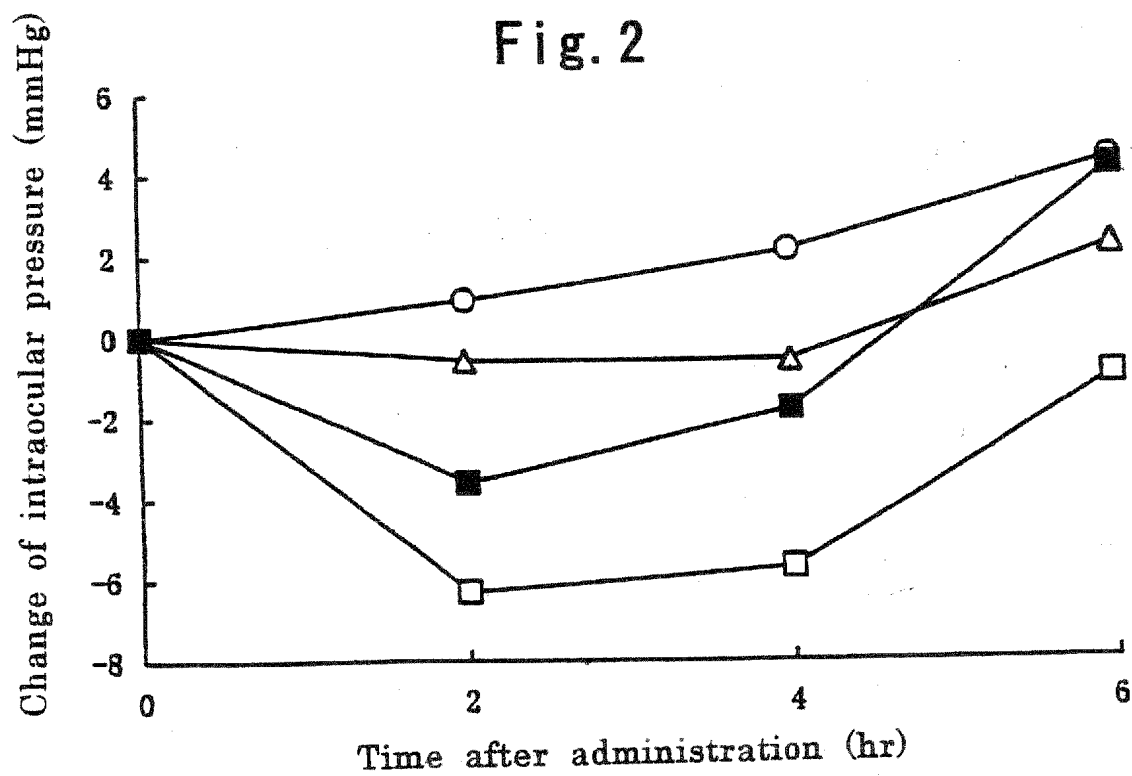 Fig. 2
Change of intraocular pressure (mmHg)
6
4
2
0
-2
-4
-6
-8
0 2 4 6
Time after administration (hr)